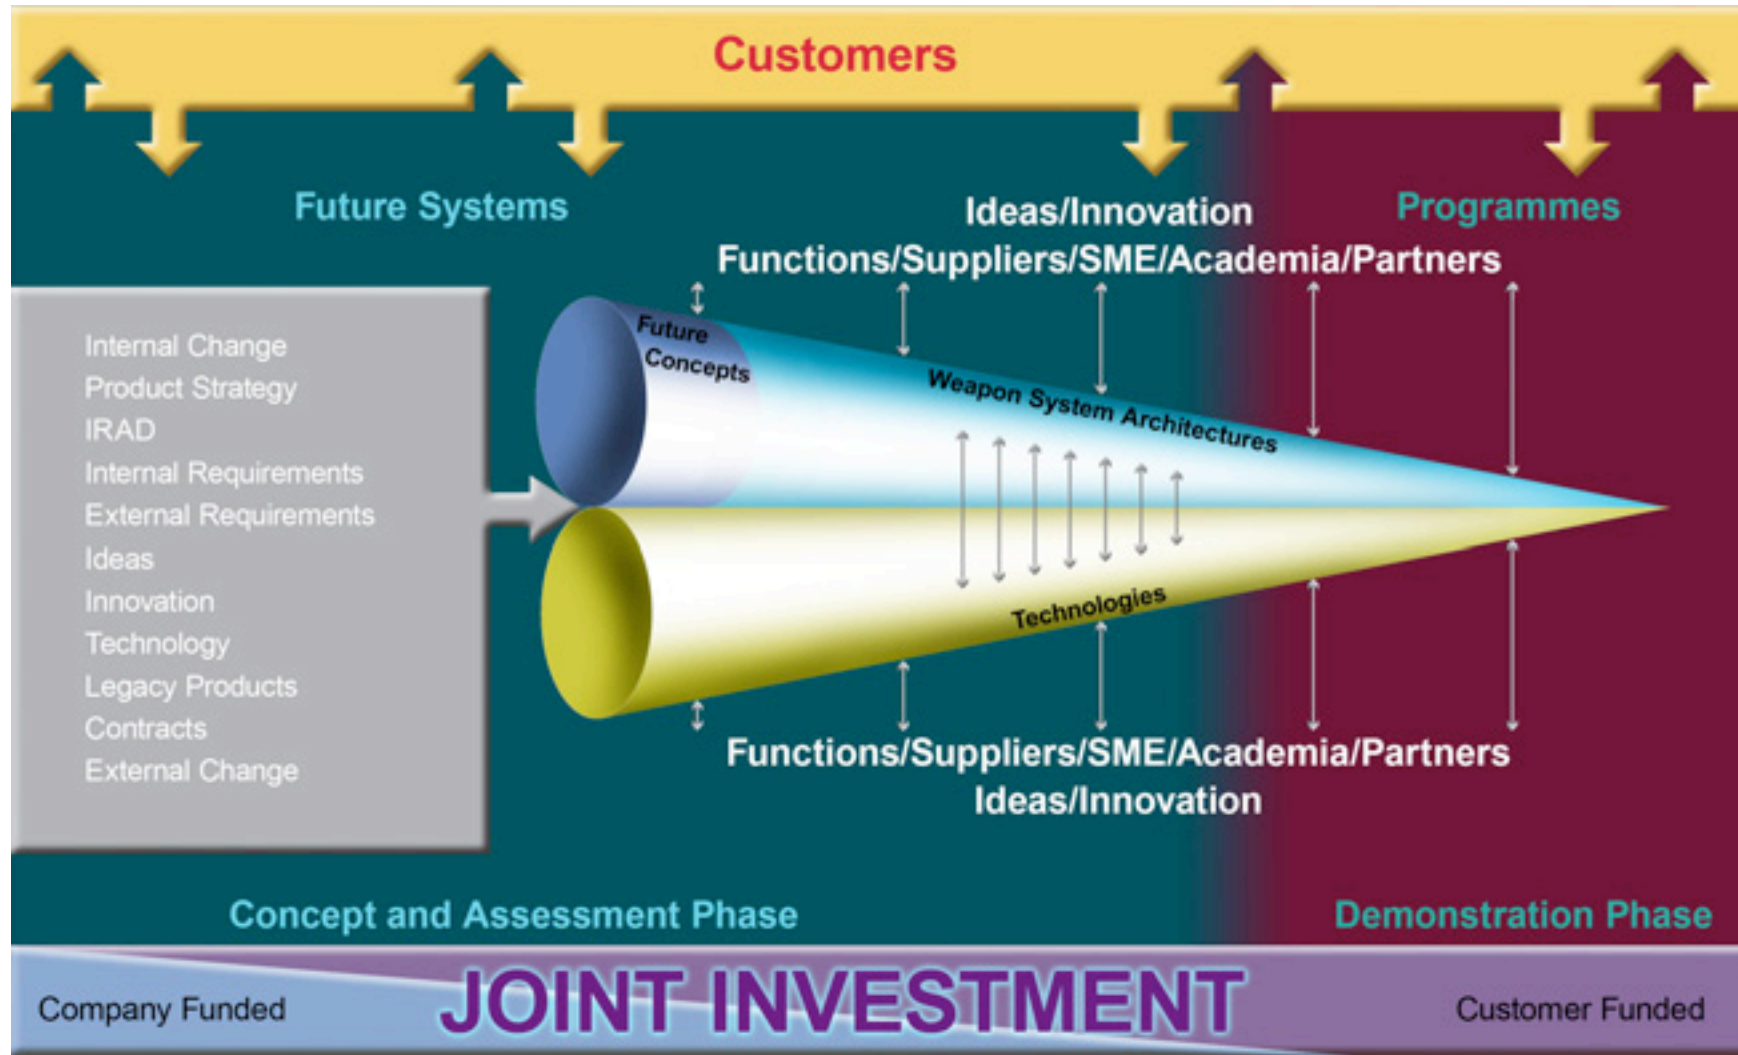 Customers
Future Systems
Ideas/Innovation
Programmes
Functions/Suppliers/SME/Academia/Partners
Internal Change
Product Strategy
IRAD
Internal Requirements
External Requirements
Ideas
Innovation
Technology
Legacy Products
Contracts
External Change
Future
Concepts
Weapon System Architectures
Technologies
Functions/Suppliers/SME/Academia/Partners
Ideas/Innovation
Concept and Assessment Phase
Demonstration Phase
Company Funded
JOINT INVESTMENT
Customer Funded